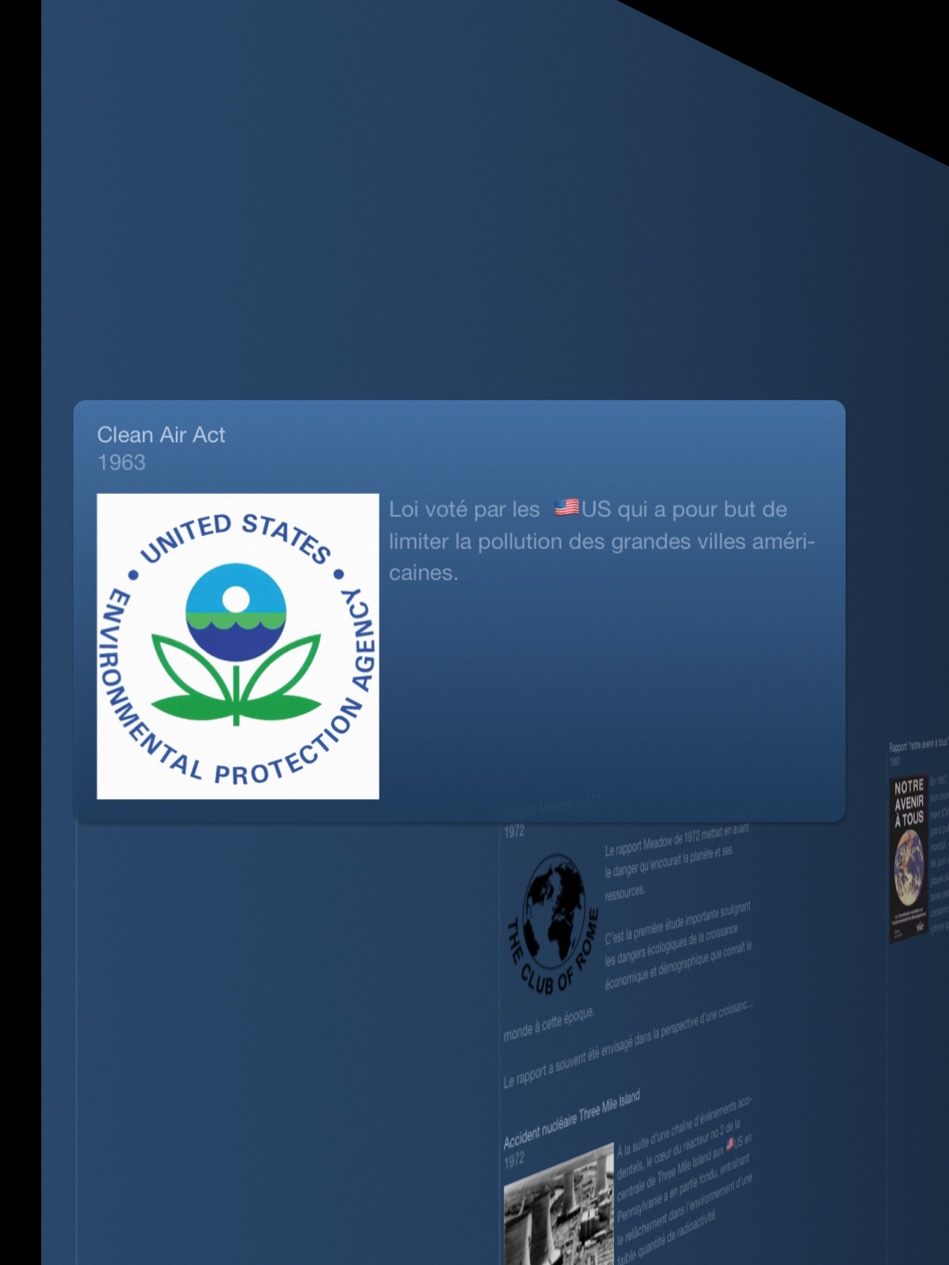 Clean Air Act
1963
UNITED STATES
ENVIRONMENTAL PROTECTION AGENCY
Loi voté par les 🇺🇸US qui a pour but de
limiter la pollution des grandes villes améri-
caines.
1972
THE CLUB OF ROME
Le rapport Meadow de 1972 mettait en avant
le danger qu'encourait la planète et ses
ressources.
C'est la première étude importante soulignant
les dangers écologiques de la croissance
économique et démographique que connaît le
monde à cette époque.
Le rapport a souvent été envisagé dans la perspective d'une croissanc...
Accident nucléaire Three Mile Island
1972
À la suite d'une chaîne d'événements acci-
dentels, le cœur du réacteur no 2 de la
centrale de Three Mile Island aux 🇺🇸US en
Pennsylvanie a en partie fondu, entraînant
le relâchement dans l'environnement d'une
faible quantité de radioactivité.
Rapport "notre avenir à tous"
1987
NOTRE
AVENIR
À TOUS